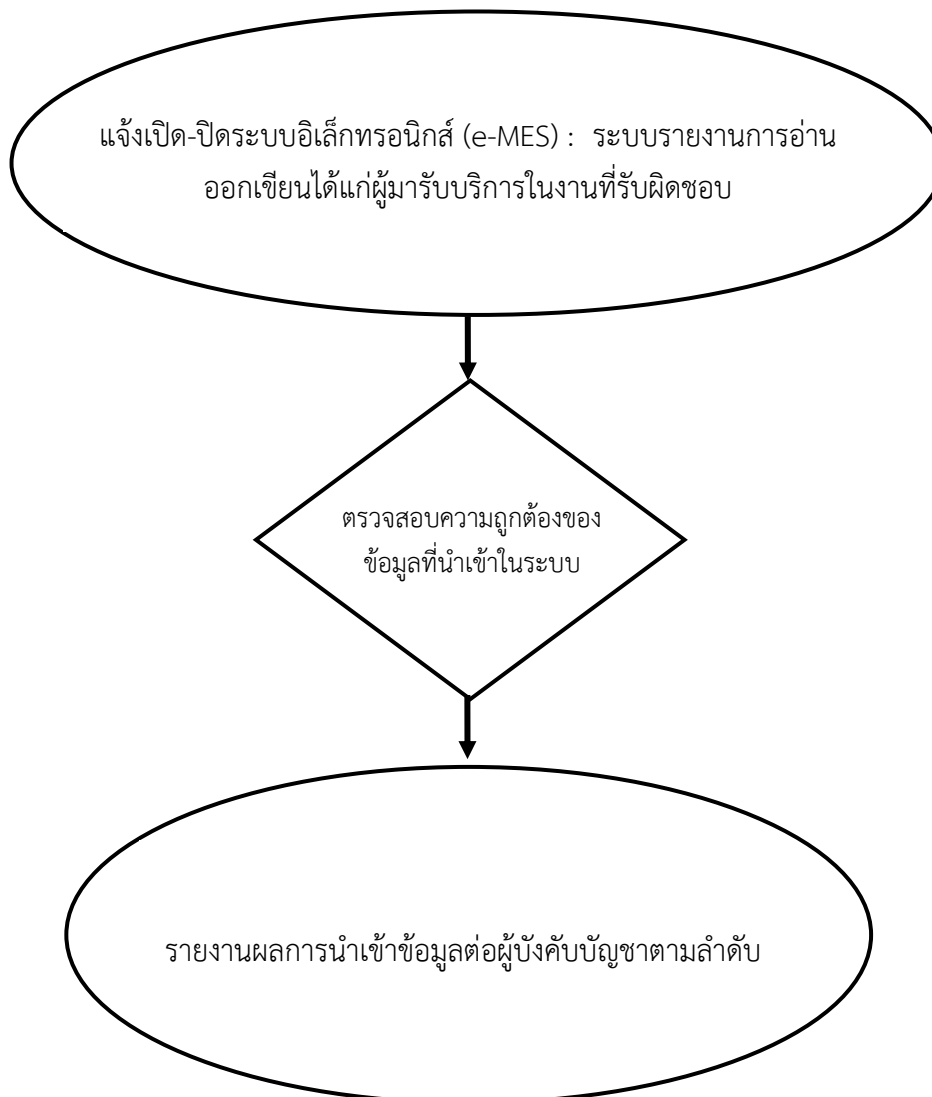 แจ้งเปิด-ปิดระบบอิเล็กทรอนิกส์ (e-MES) : ระบบรายงานการอ่าน
ออกเขียนได้แก่ผู้มารับบริการในงานที่รับผิดชอบ
ตรวจสอบความถูกต้องของ
ข้อมูลที่นำเข้าในระบบ
รายงานผลการนำเข้าข้อมูลต่อผู้บังคับบัญชาตามลำดับ